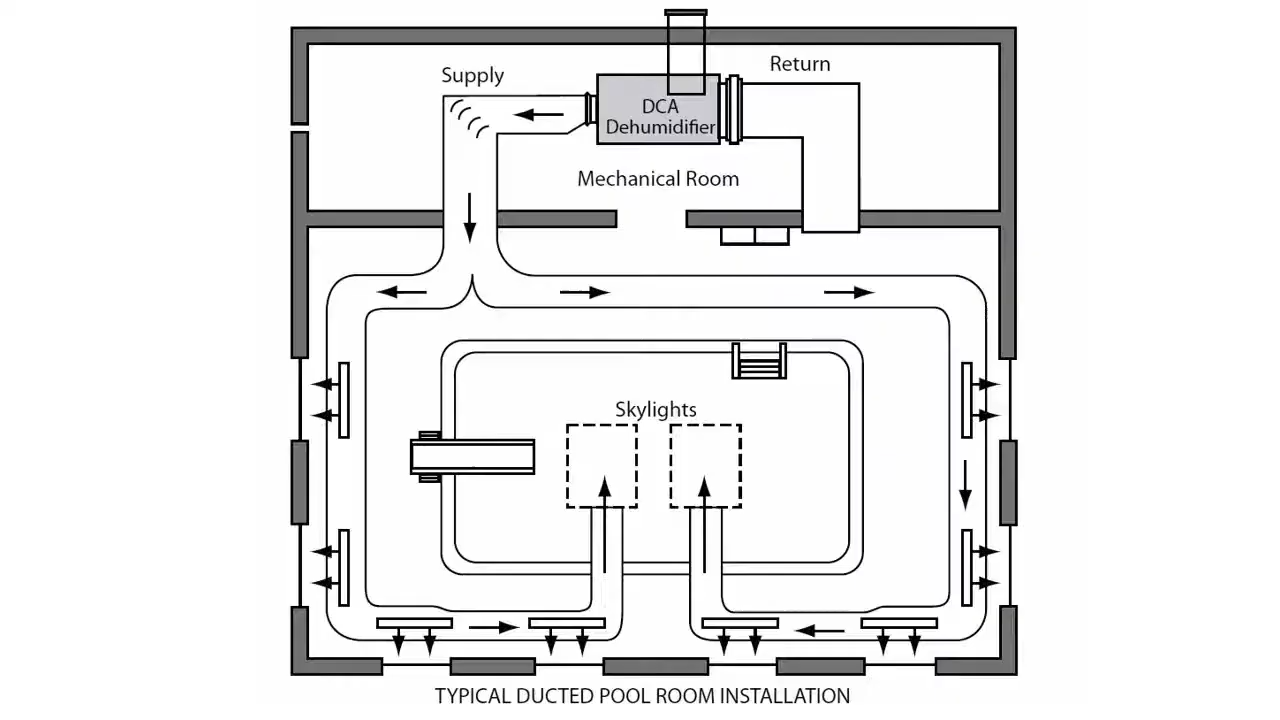 Supply
Return
DCA
Dehumidifier
Mechanical Room
Skylights
TYPICAL DUCTED POOL ROOM INSTALLATION